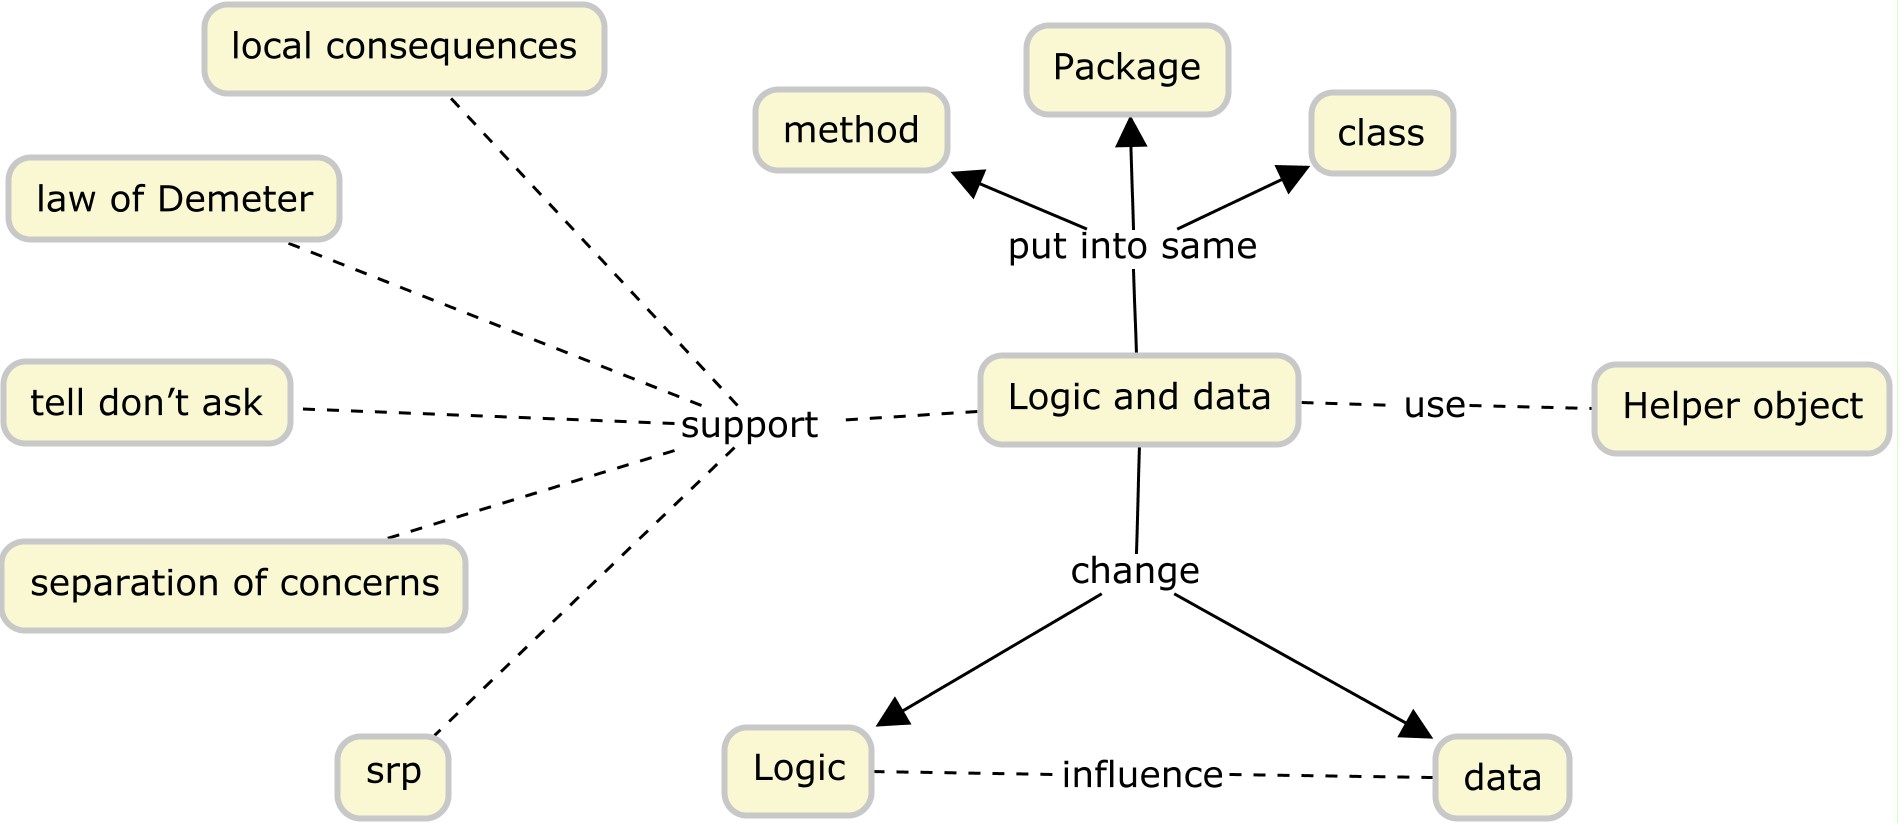 local consequences
Package
method
class
law of Demeter
put into same
tell don’t ask
support
Logic and data
use
Helper object
separation of concerns
change
srp
Logic
influence
data